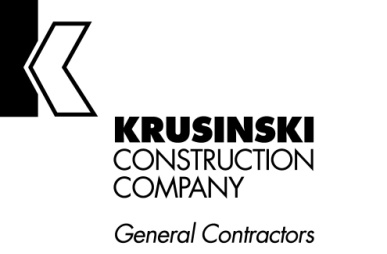 KRUSINSKI
CONSTRUCTION
COMPANY
General Contractors